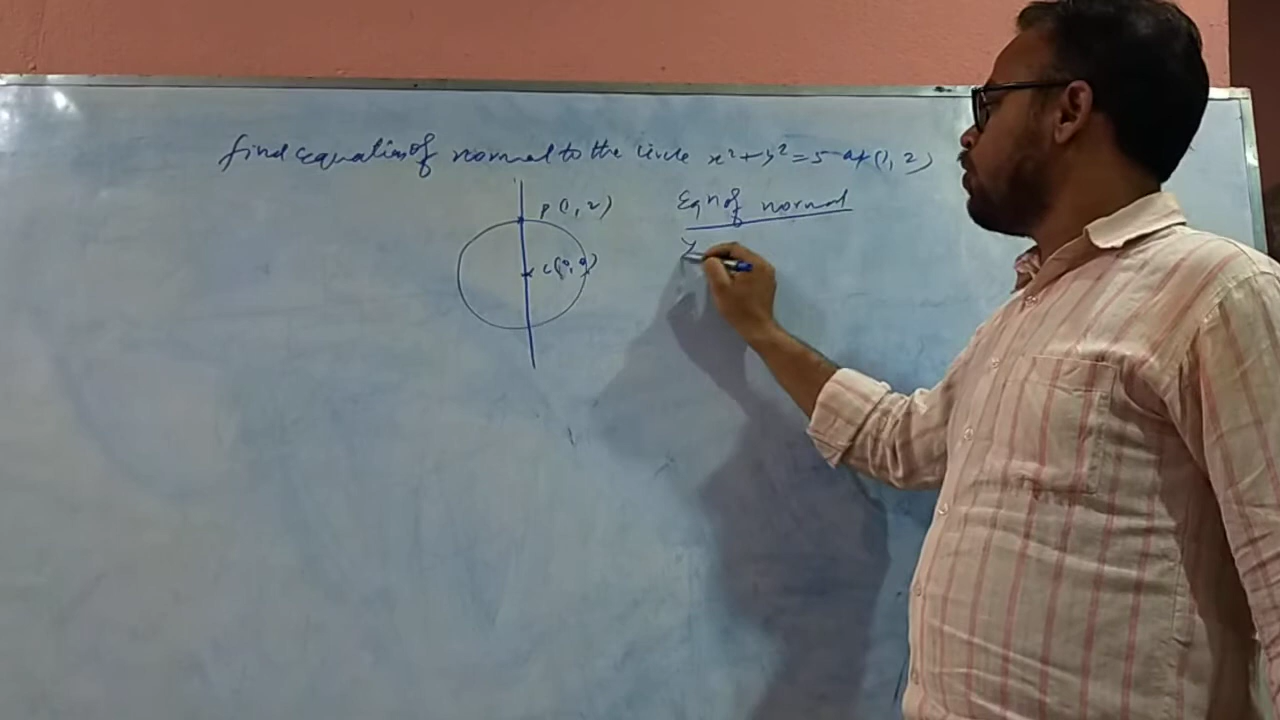 find equation of normal to the circle x²+y²=5 at (1, 2)
P(1, 2)
Eqn of normal
C(0, 0)
y